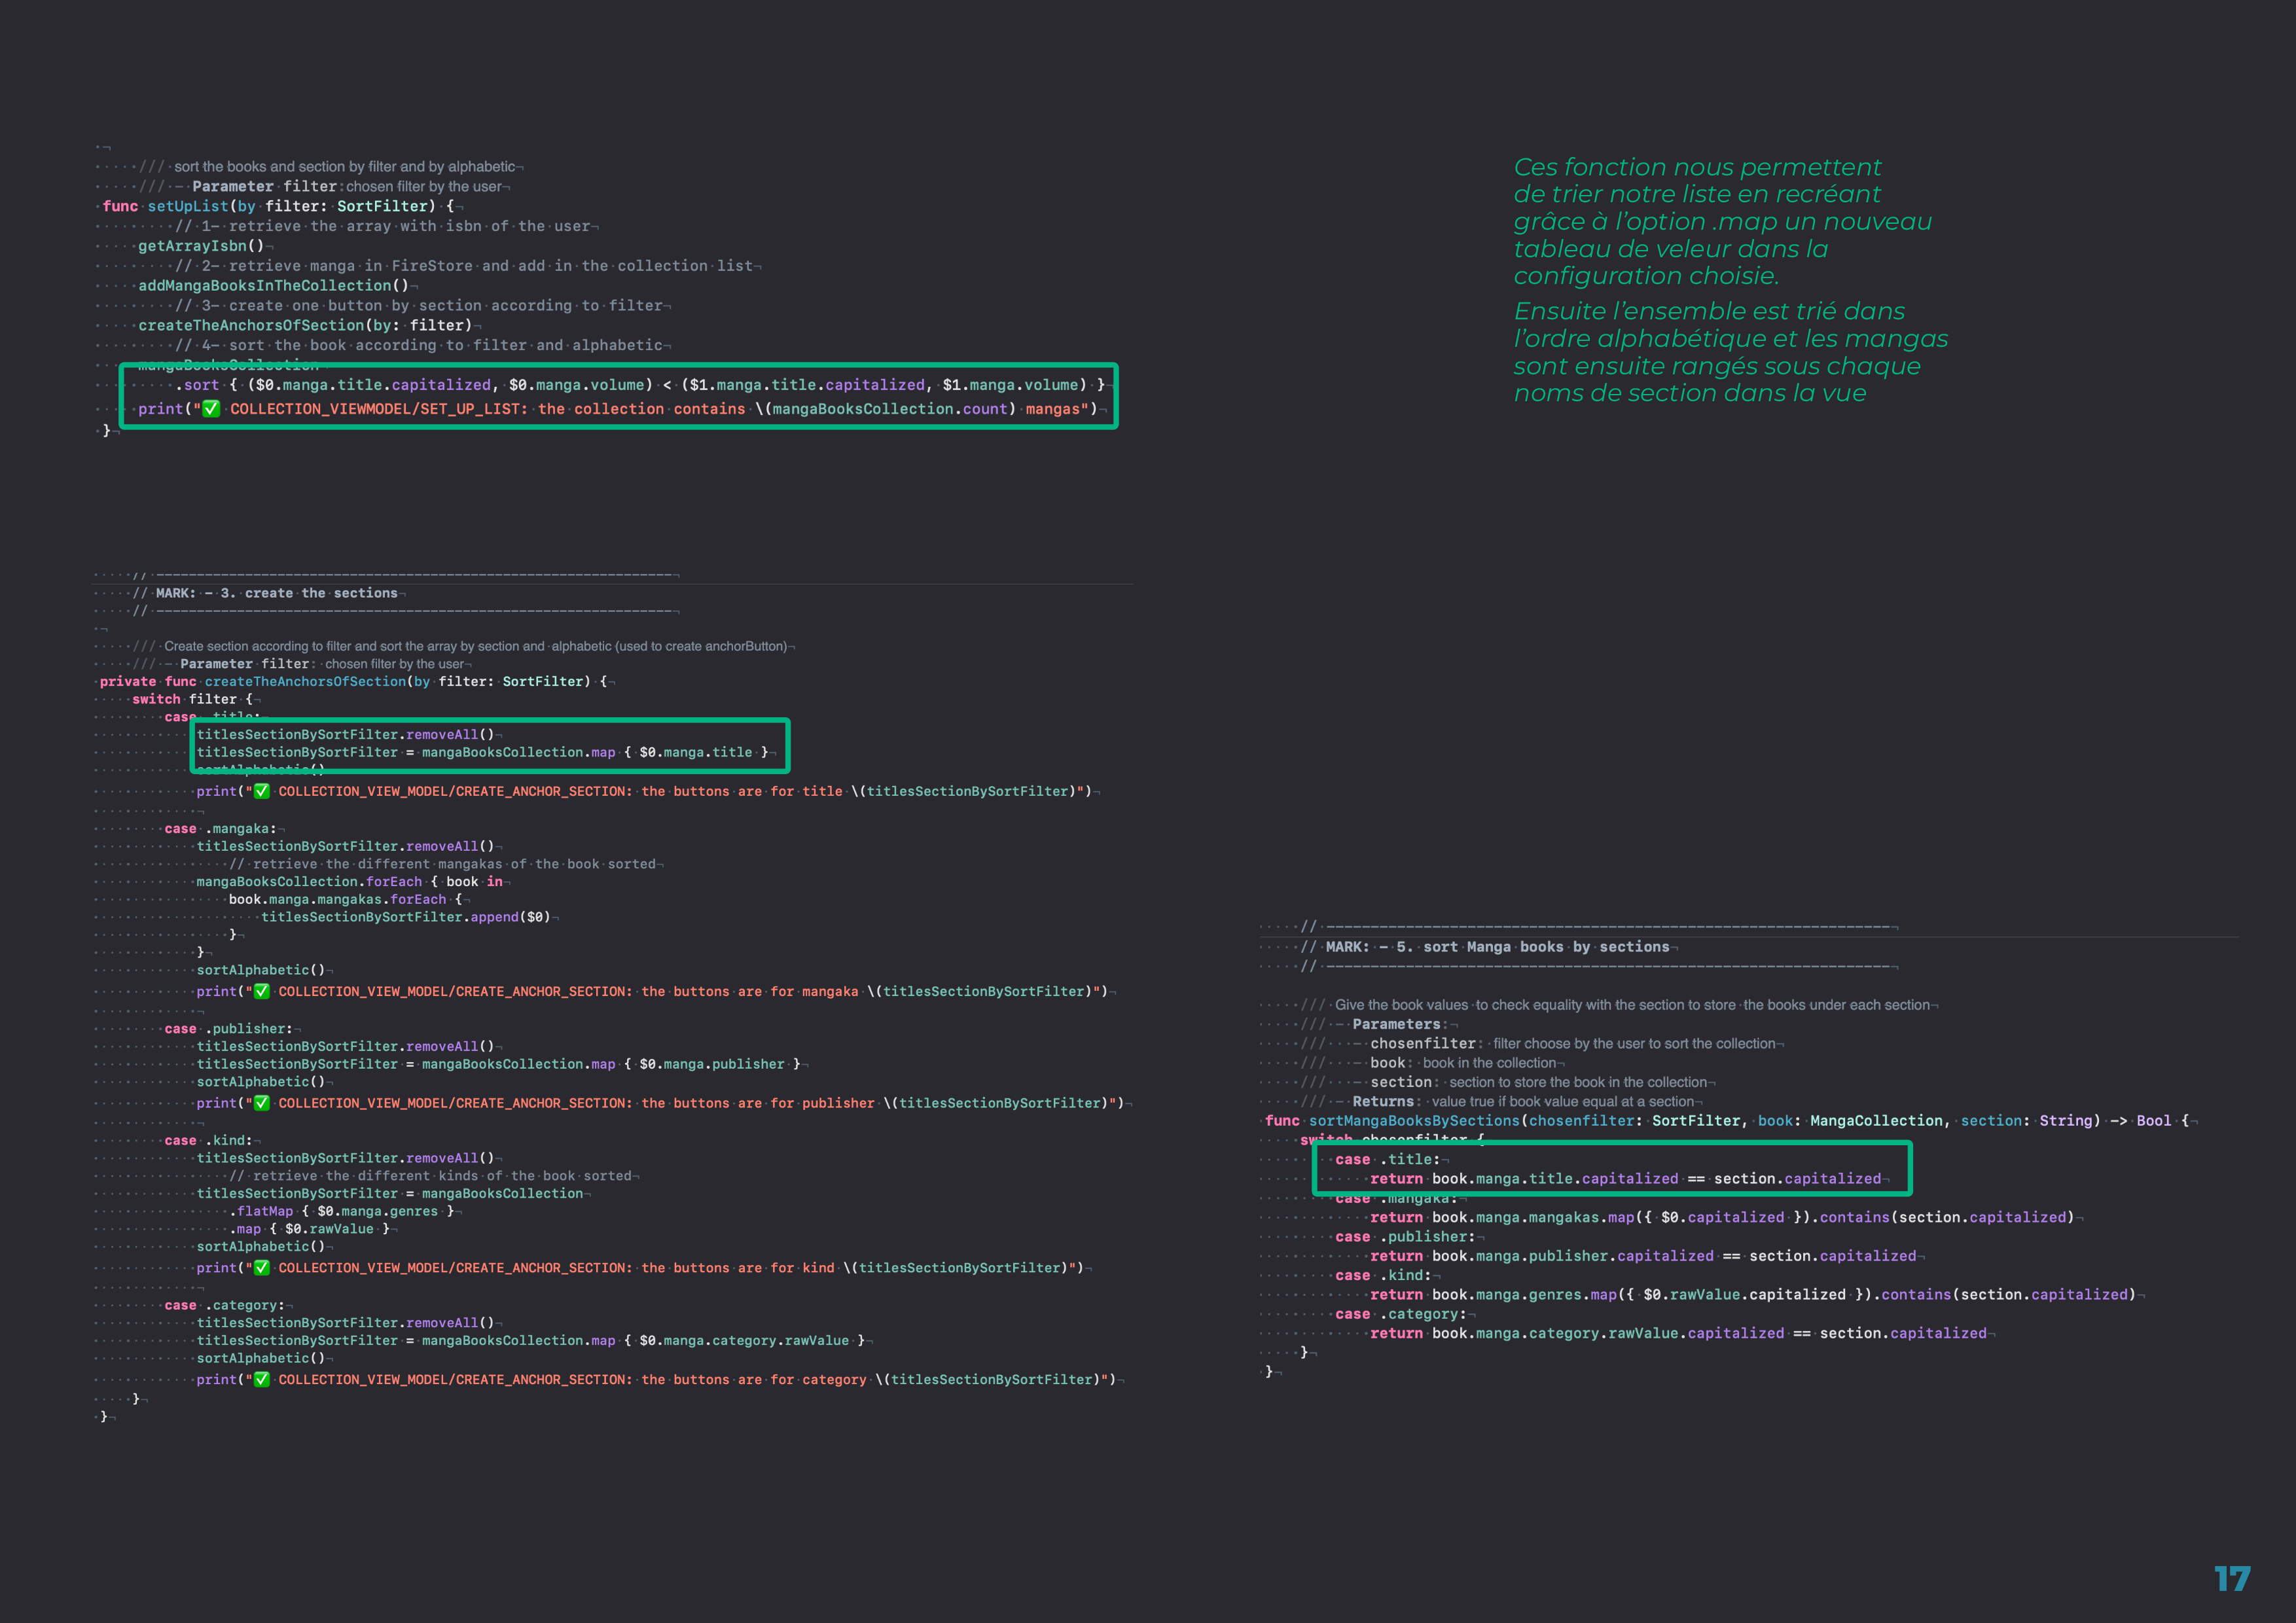 /// sort the books and section by filter and by alphabetic
/// - Parameter filter: chosen filter by the user
func setUpList(by filter: SortFilter) {
// 1- retrieve the array with isbn of the user
getArrayIsbn()
// 2- retrieve manga in FireStore and add in the collection list
addMangaBooksInTheCollection()
// 3- create one button by section according to filter
createTheAnchorsOfSection(by: filter)
// 4- sort the book according to filter and alphabetic
mangaBooksCollection
.sort { ($0.manga.title.capitalized, $0.manga.volume) < ($1.manga.title.capitalized, $1.manga.volume) }
print("✅ COLLECTION_VIEWMODEL/SET_UP_LIST: the collection contains \(mangaBooksCollection.count) mangas")
}
Ces fonction nous permettent
de trier notre liste en recréant
grâce à l’option .map un nouveau
tableau de veleur dans la
configuration choisie.
Ensuite l’ensemble est trié dans
l’ordre alphabétique et les mangas
sont ensuite rangés sous chaque
noms de section dans la vue
// -------------------------------------------------------------------
// MARK: - 3. create the sections
// -------------------------------------------------------------------
/// Create section according to filter and sort the array by section and  alphabetic (used to create anchorButton)
/// - Parameter filter: chosen filter by the user
private func createTheAnchorsOfSection(by filter: SortFilter) {
switch filter {
case .title:
titlesSectionBySortFilter.removeAll()
titlesSectionBySortFilter = mangaBooksCollection.map { $0.manga.title }
sortAlphabetic()
print("✅ COLLECTION_VIEW_MODEL/CREATE_ANCHOR_SECTION: the buttons are for title \(titlesSectionBySortFilter)")
case .mangaka:
titlesSectionBySortFilter.removeAll()
// retrieve the different mangakas of the book sorted
mangaBooksCollection.forEach { book in
book.manga.mangakas.forEach {
titlesSectionBySortFilter.append($0)
}
}
sortAlphabetic()
print("✅ COLLECTION_VIEW_MODEL/CREATE_ANCHOR_SECTION: the buttons are for mangaka \(titlesSectionBySortFilter)")
case .publisher:
titlesSectionBySortFilter.removeAll()
titlesSectionBySortFilter = mangaBooksCollection.map { $0.manga.publisher }
sortAlphabetic()
print("✅ COLLECTION_VIEW_MODEL/CREATE_ANCHOR_SECTION: the buttons are for publisher \(titlesSectionBySortFilter)")
case .kind:
titlesSectionBySortFilter.removeAll()
// retrieve the different kinds of the book sorted
titlesSectionBySortFilter = mangaBooksCollection
.flatMap { $0.manga.genres }
.map { $0.rawValue }
sortAlphabetic()
print("✅ COLLECTION_VIEW_MODEL/CREATE_ANCHOR_SECTION: the buttons are for kind \(titlesSectionBySortFilter)")
case .category:
titlesSectionBySortFilter.removeAll()
titlesSectionBySortFilter = mangaBooksCollection.map { $0.manga.category.rawValue }
sortAlphabetic()
print("✅ COLLECTION_VIEW_MODEL/CREATE_ANCHOR_SECTION: the buttons are for category \(titlesSectionBySortFilter)")
}
}
// -------------------------------------------------------------------
// MARK: - 5. sort Manga books by sections
// -------------------------------------------------------------------
/// Give the book values  to check equality with the section to store  the books under each section
/// - Parameters:
/// - chosenfilter: filter choose by the user to sort the collection
/// - book: book in the collection
/// - section: section to store the book in the collection
/// - Returns: value true if book value equal at a section
func sortMangaBooksBySections(chosenfilter: SortFilter, book: MangaCollection, section: String) -> Bool {
switch chosenfilter {
case .title:
return book.manga.title.capitalized == section.capitalized
case .mangaka:
return book.manga.mangakas.map({ $0.capitalized }).contains(section.capitalized)
case .publisher:
return book.manga.publisher.capitalized == section.capitalized
case .kind:
return book.manga.genres.map({ $0.rawValue.capitalized }).contains(section.capitalized)
case .category:
return book.manga.category.rawValue.capitalized == section.capitalized
}
}
17